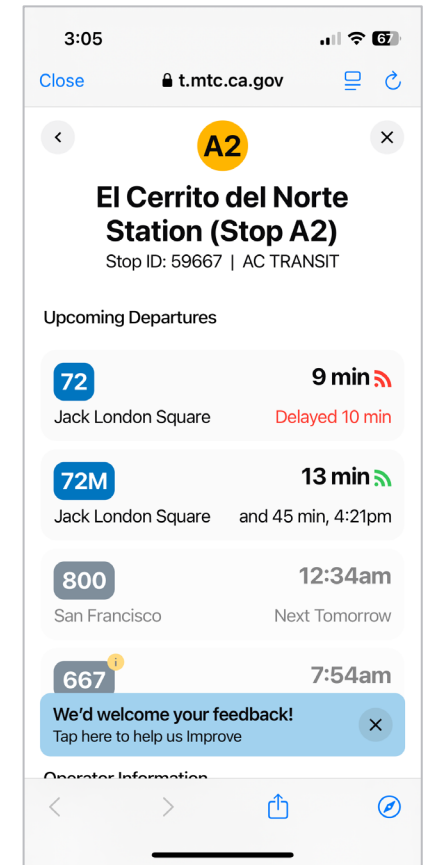 3:05
67
Close
t.mtc.ca.gov
A2
El Cerrito del Norte
Station (Stop A2)
Stop ID: 59667 | AC TRANSIT
Upcoming Departures
72
9 min
Jack London Square
Delayed 10 min
72M
13 min
Jack London Square
and 45 min, 4:21pm
800
12:34am
San Francisco
Next Tomorrow
667
i
7:54am
We'd welcome your feedback!
Tap here to help us Improve
Operator Information